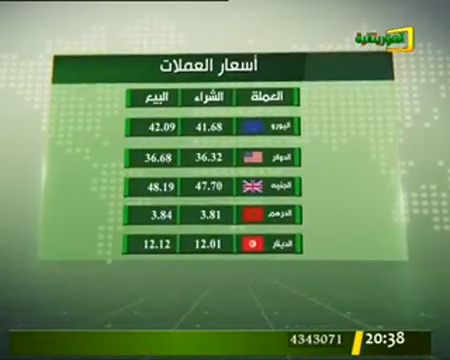 الموريتانية
أسعار العملات
العملة الشراء البيع
اليورو 41.68 42.09
الدولار 36.32 36.68
الجنيه 47.70 48.19
الدرهم 3.81 3.84
الدينار 12.01 12.12
4343071 20:38